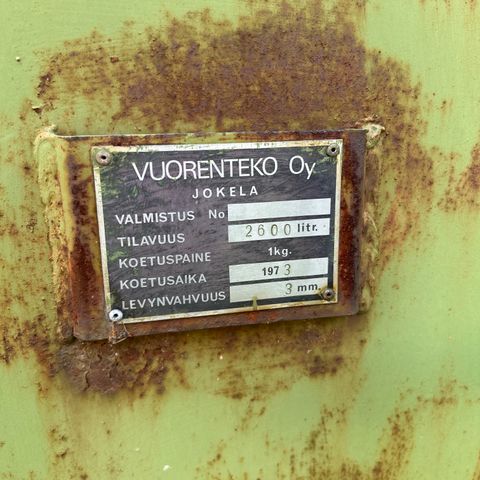 VUORENTEKO Oy
JOKELA
VALMISTUS No
TILAVUUS 2600 litr.
KOETUSPAINE 1kg.
KOETUSAIKA 1973
LEVYNVAHVUUS 3 mm.